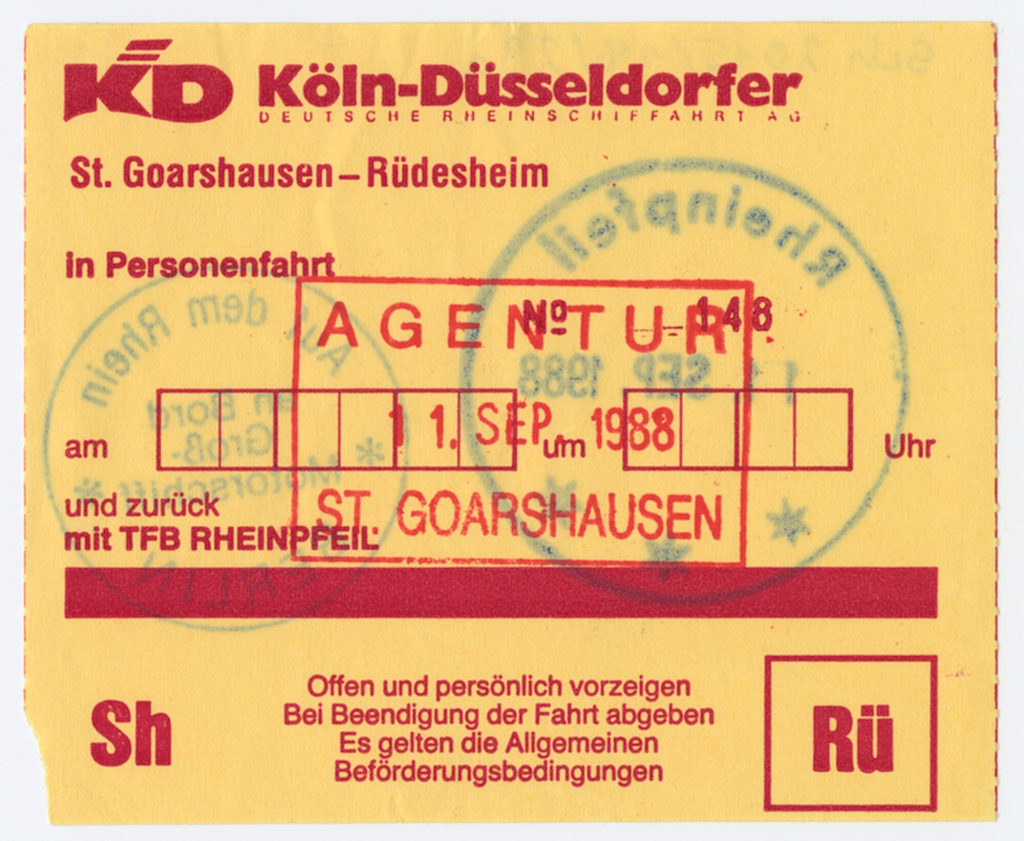 KD Köln-Düsseldorfer
DEUTSCHE RHEINSCHIFFAHRT AG
St. Goarshausen – Rüdesheim
in Personenfahrt
AGENTUR
Nº 148
am 11. SEP. 1988 um Uhr
ST. GOARSHAUSEN
und zurück
mit TFB RHEINPFEIL
Rheinpfeil
SEP 1988
Auf dem Rhein
an Bord
Groß-
Motorschiff
BERLIN
Sh
Offen und persönlich vorzeigen
Bei Beendigung der Fahrt abgeben
Es gelten die Allgemeinen
Beförderungsbedingungen
Rü